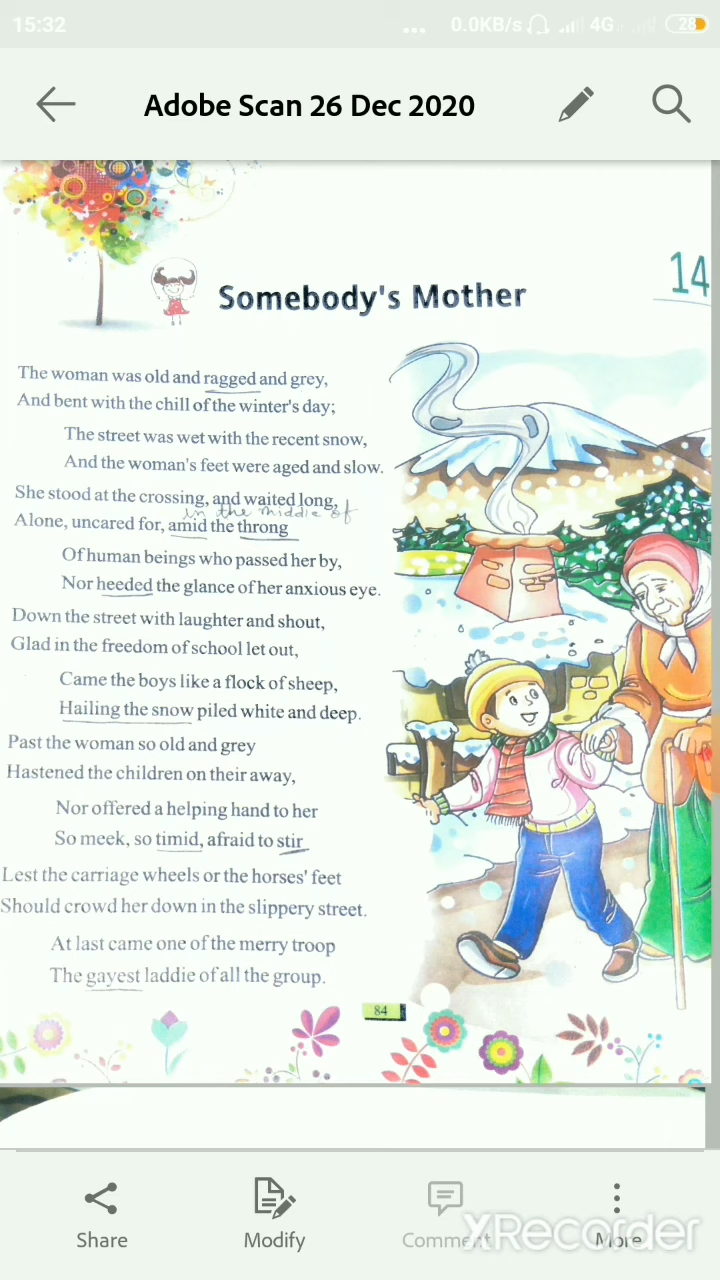 15:32
... 0.0KB/s 4G 28
Adobe Scan 26 Dec 2020
14
Somebody's Mother
The woman was old and ragged and grey,
And bent with the chill of the winter's day;
The street was wet with the recent snow,
And the woman's feet were aged and slow.
She stood at the crossing, and waited long,
in the middle of
Alone, uncared for, amid the throng
Of human beings who passed her by,
Nor heeded the glance of her anxious eye.
Down the street with laughter and shout,
Glad in the freedom of school let out,
Came the boys like a flock of sheep,
Hailing the snow piled white and deep.
Past the woman so old and grey
Hastened the children on their away,
Nor offered a helping hand to her
So meek, so timid, afraid to stir
Lest the carriage wheels or the horses' feet
Should crowd her down in the slippery street.
At last came one of the merry troop
The gayest laddie of all the group.
84
Share Modify Comment More
XRecorder